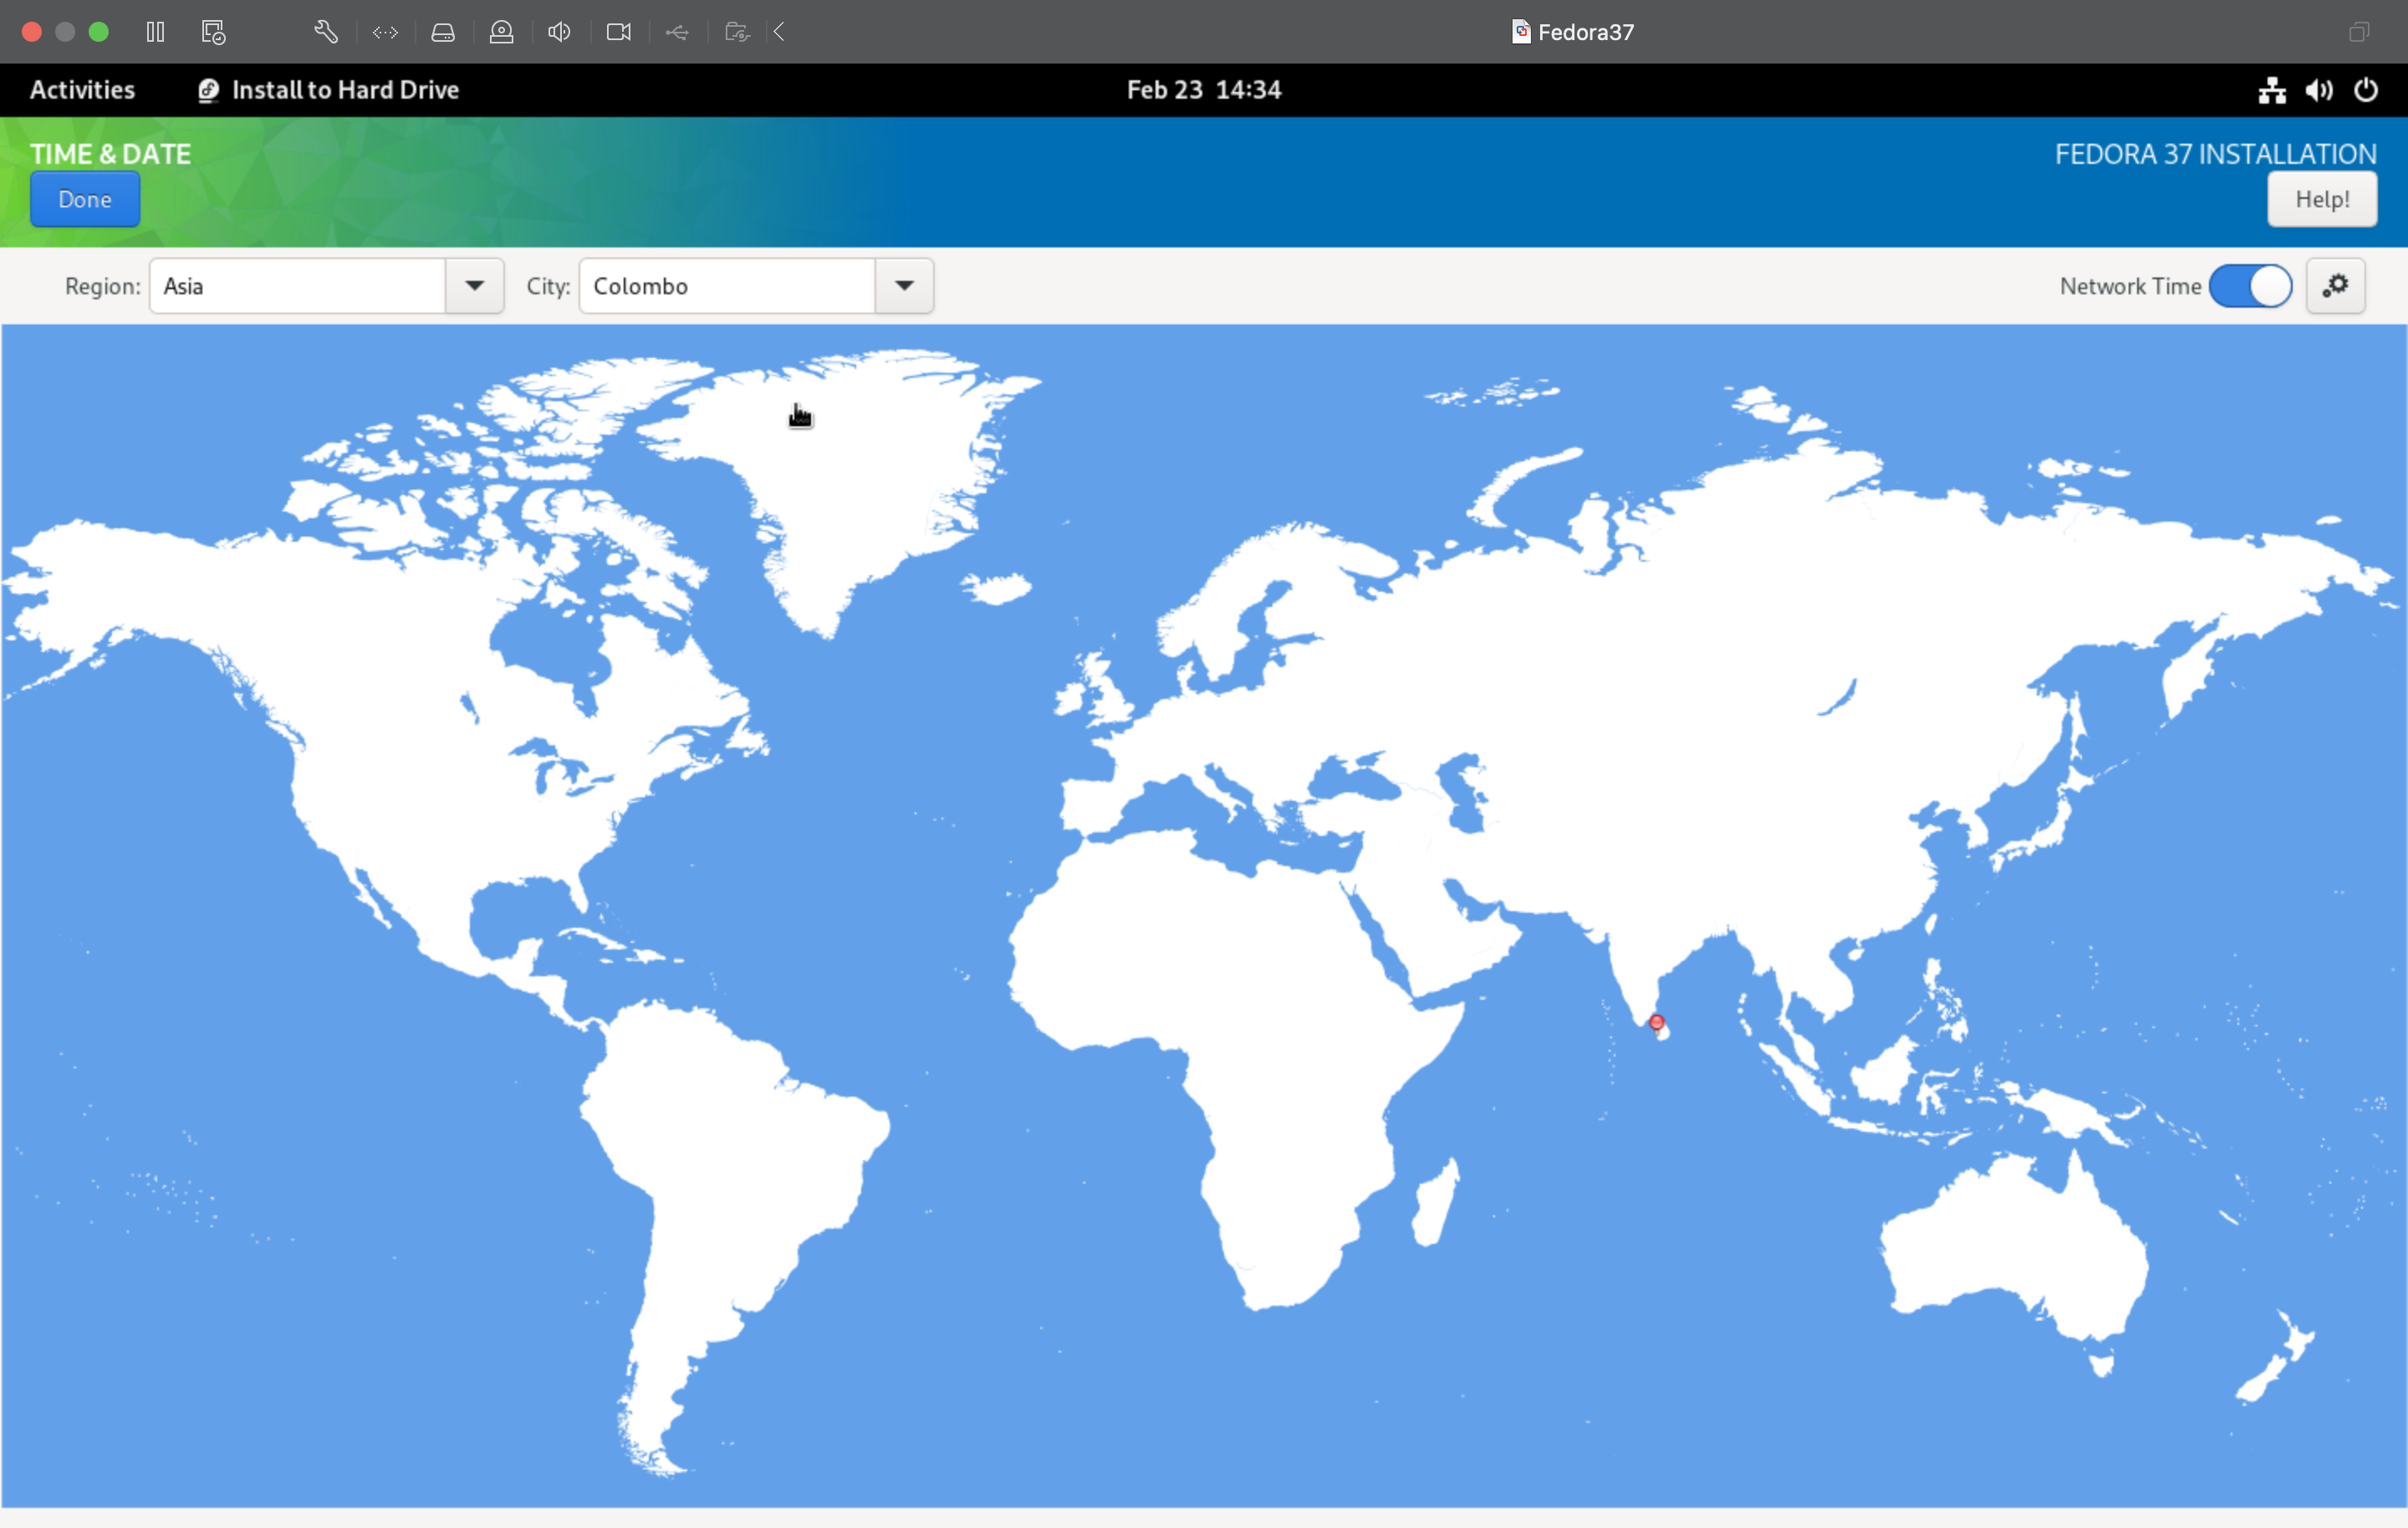 Fedora37
Activities Install to Hard Drive Feb 23 14:34
TIME & DATE FEDORA 37 INSTALLATION
Done Help!
Region: Asia City: Colombo Network Time